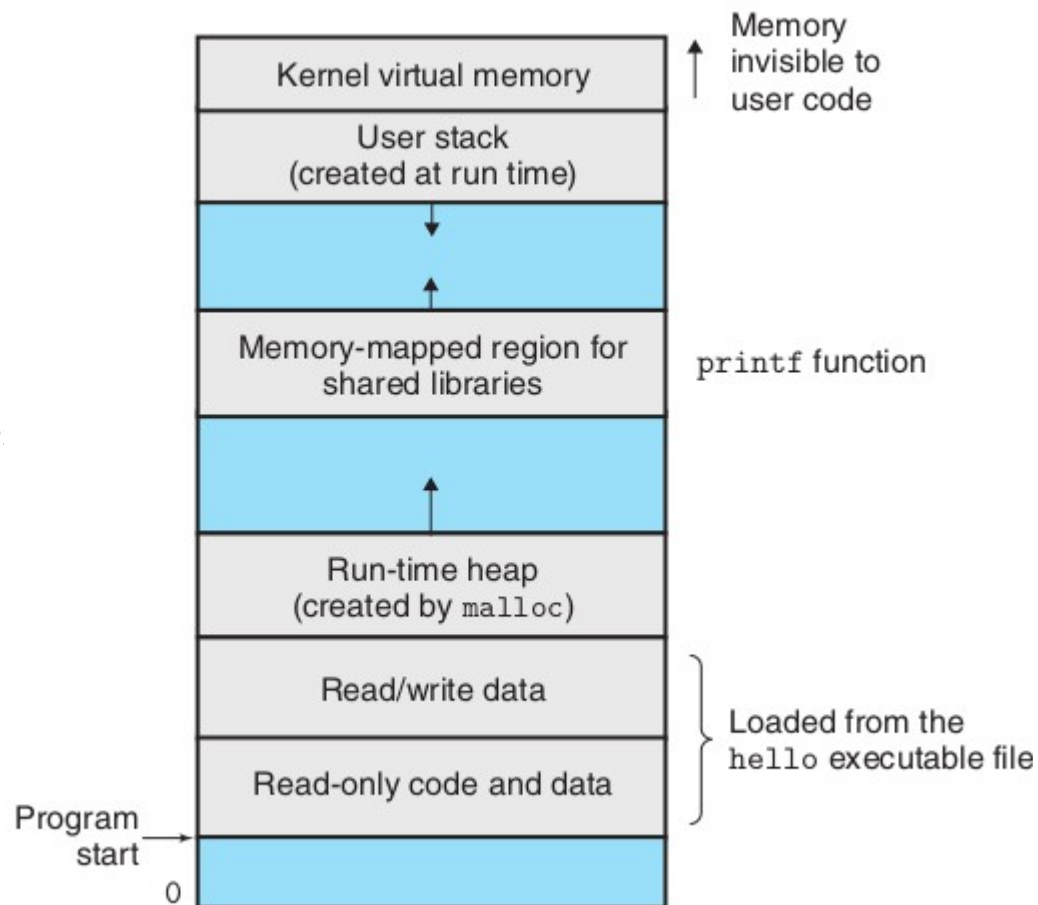 Kernel virtual memory
Memory
invisible to
user code
User stack
(created at run time)
Memory-mapped region for
shared libraries
printf function
Run-time heap
(created by malloc)
Read/write data
Loaded from the
hello executable file
Read-only code and data
Program
start
0